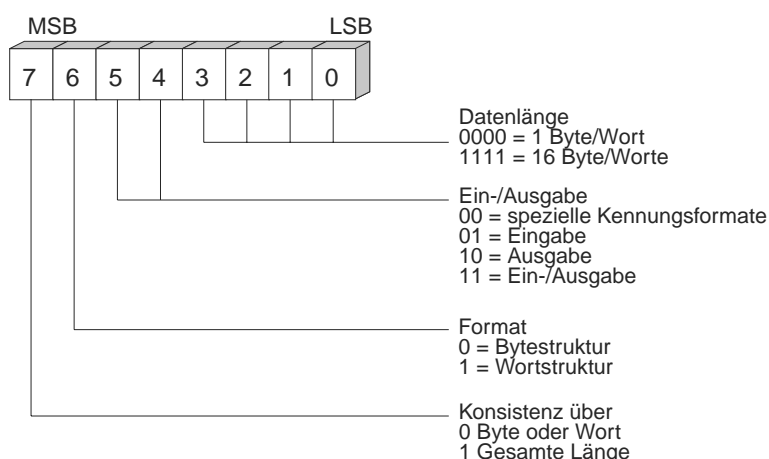 MSB LSB
7 6 5 4 3 2 1 0
Datenlänge
0000 = 1 Byte/Wort
1111 = 16 Byte/Worte
Ein-/Ausgabe
00 = spezielle Kennungsformate
01 = Eingabe
10 = Ausgabe
11 = Ein-/Ausgabe
Format
0 = Bytestruktur
1 = Wortstruktur
Konsistenz über
0 Byte oder Wort
1 Gesamte Länge